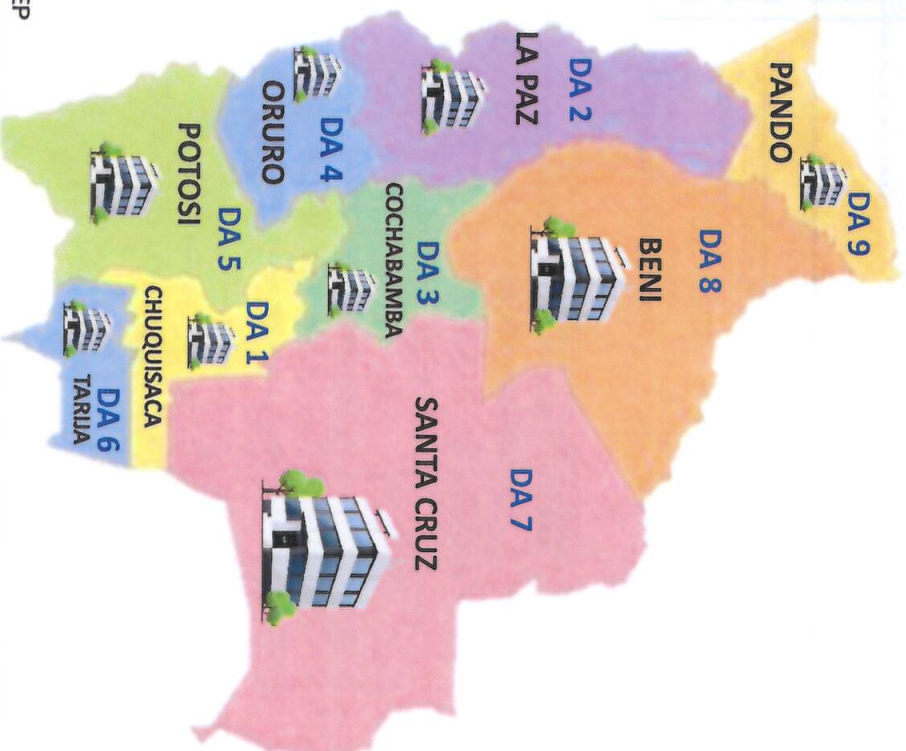 DA 9
PANDO
DA 8
BENI
DA 2
LA PAZ
DA 7
DA 3
SANTA CRUZ
COCHABAMBA
DA 4
ORURO
DA 1
DA 5
POTOSI
CHUQUISACA
DA 6
TARIJA
EP